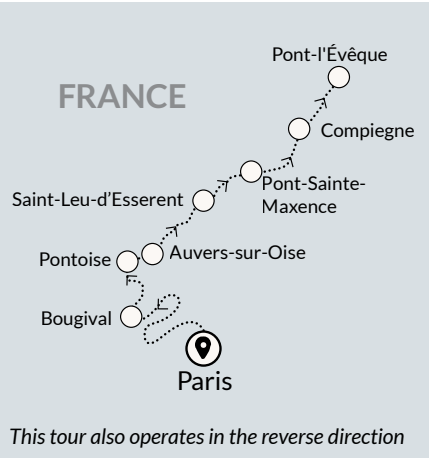 Pont-l'Évêque
FRANCE
Compiegne
Saint-Leu-d’Esserent
Pont-Sainte-
Maxence
Pontoise
Auvers-sur-Oise
Bougival
Paris
This tour also operates in the reverse direction